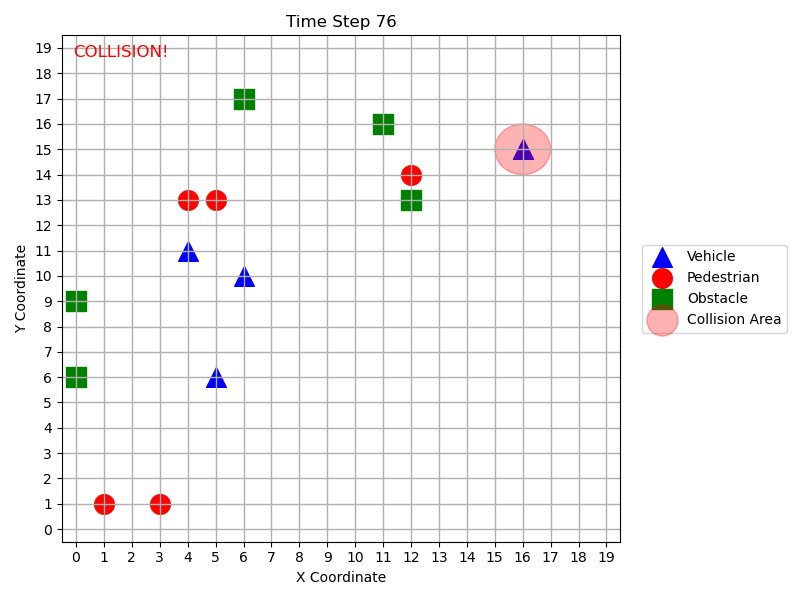 Time Step 76
COLLISION!
Y Coordinate
19
18
17
16
15
14
13
12
11
10
9
8
7
6
5
4
3
2
1
0
0 1 2 3 4 5 6 7 8 9 10 11 12 13 14 15 16 17 18 19
X Coordinate
Vehicle
Pedestrian
Obstacle
Collision Area